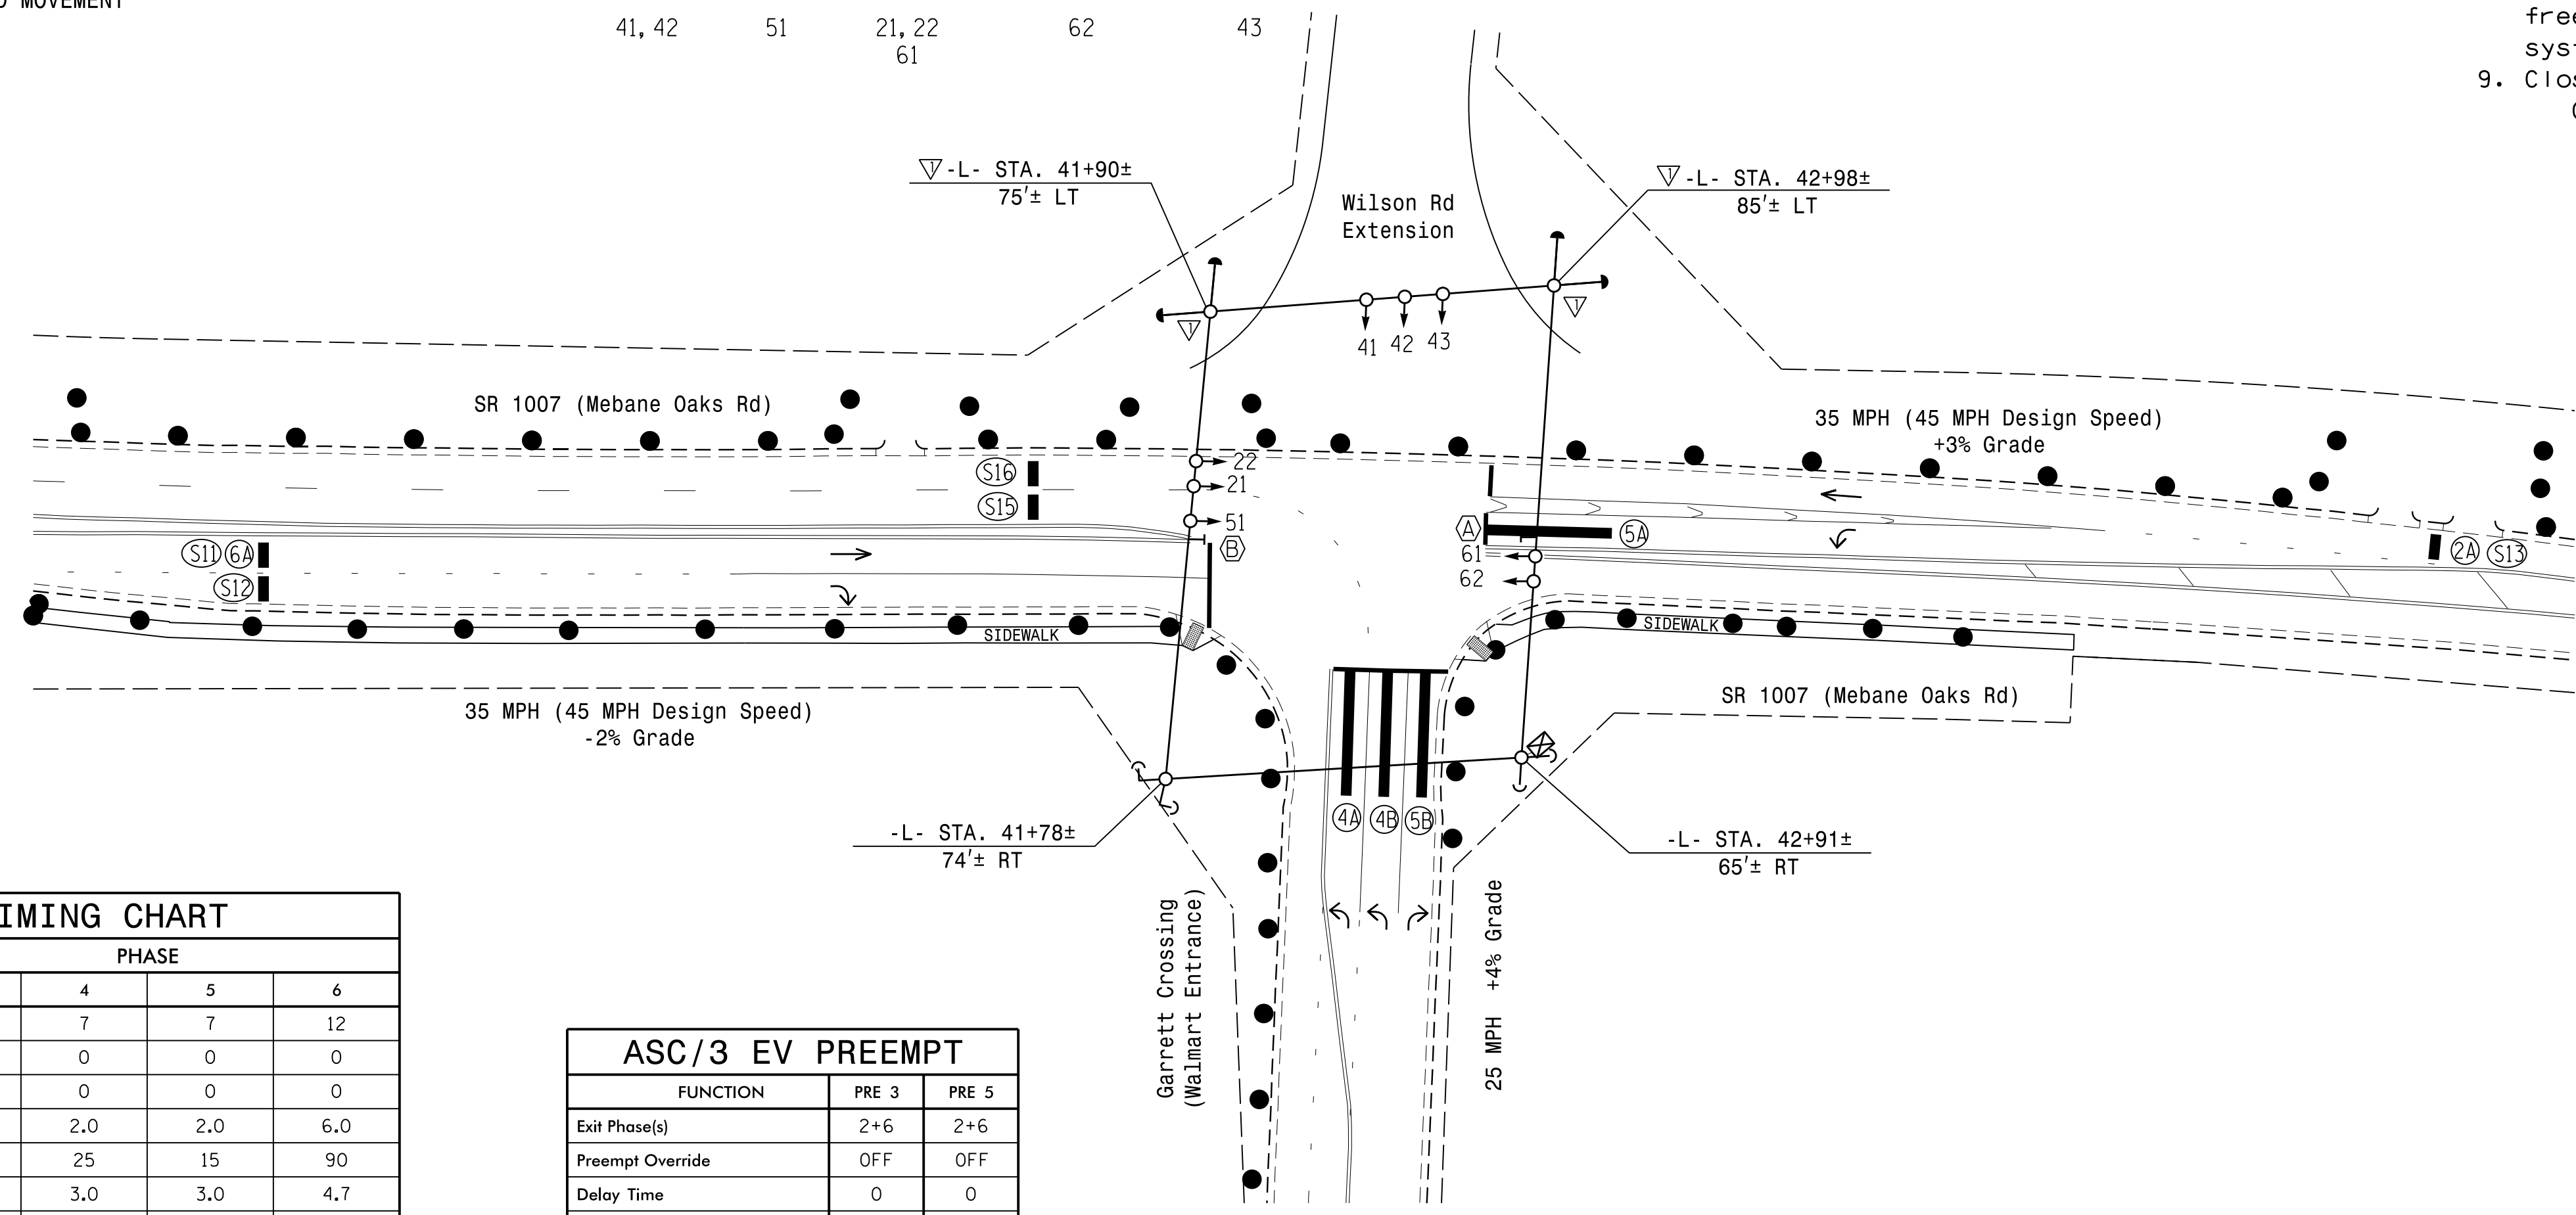 MOVEMENT
41, 42 51 21, 22 62 43
61
free
syst
9. Clos
▽1 -L- STA. 41+90±
75'± LT
▽1 -L- STA. 42+98±
85'± LT
Wilson Rd
Extension
1
1
41 42 43
SR 1007 (Mebane Oaks Rd)
35 MPH (45 MPH Design Speed)
+3% Grade
S16
22
21
S15
51
A
5A
B
S11 6A
61
2A S13
S12
62
SIDEWALK
SIDEWALK
SR 1007 (Mebane Oaks Rd)
35 MPH (45 MPH Design Speed)
-2% Grade
4A 4B 5B
-L- STA. 41+78±
74'± RT
-L- STA. 42+91±
65'± RT
Garrett Crossing
(Walmart Entrance)
25 MPH +4% Grade
IMING CHART
PHASE
4 5 6
7 7 12
0 0 0
0 0 0
2.0 2.0 6.0
25 15 90
3.0 3.0 4.7
ASC/3 EV PREEMPT
FUNCTION PRE 3 PRE 5
Exit Phase(s) 2+6 2+6
Preempt Override OFF OFF
Delay Time 0 0